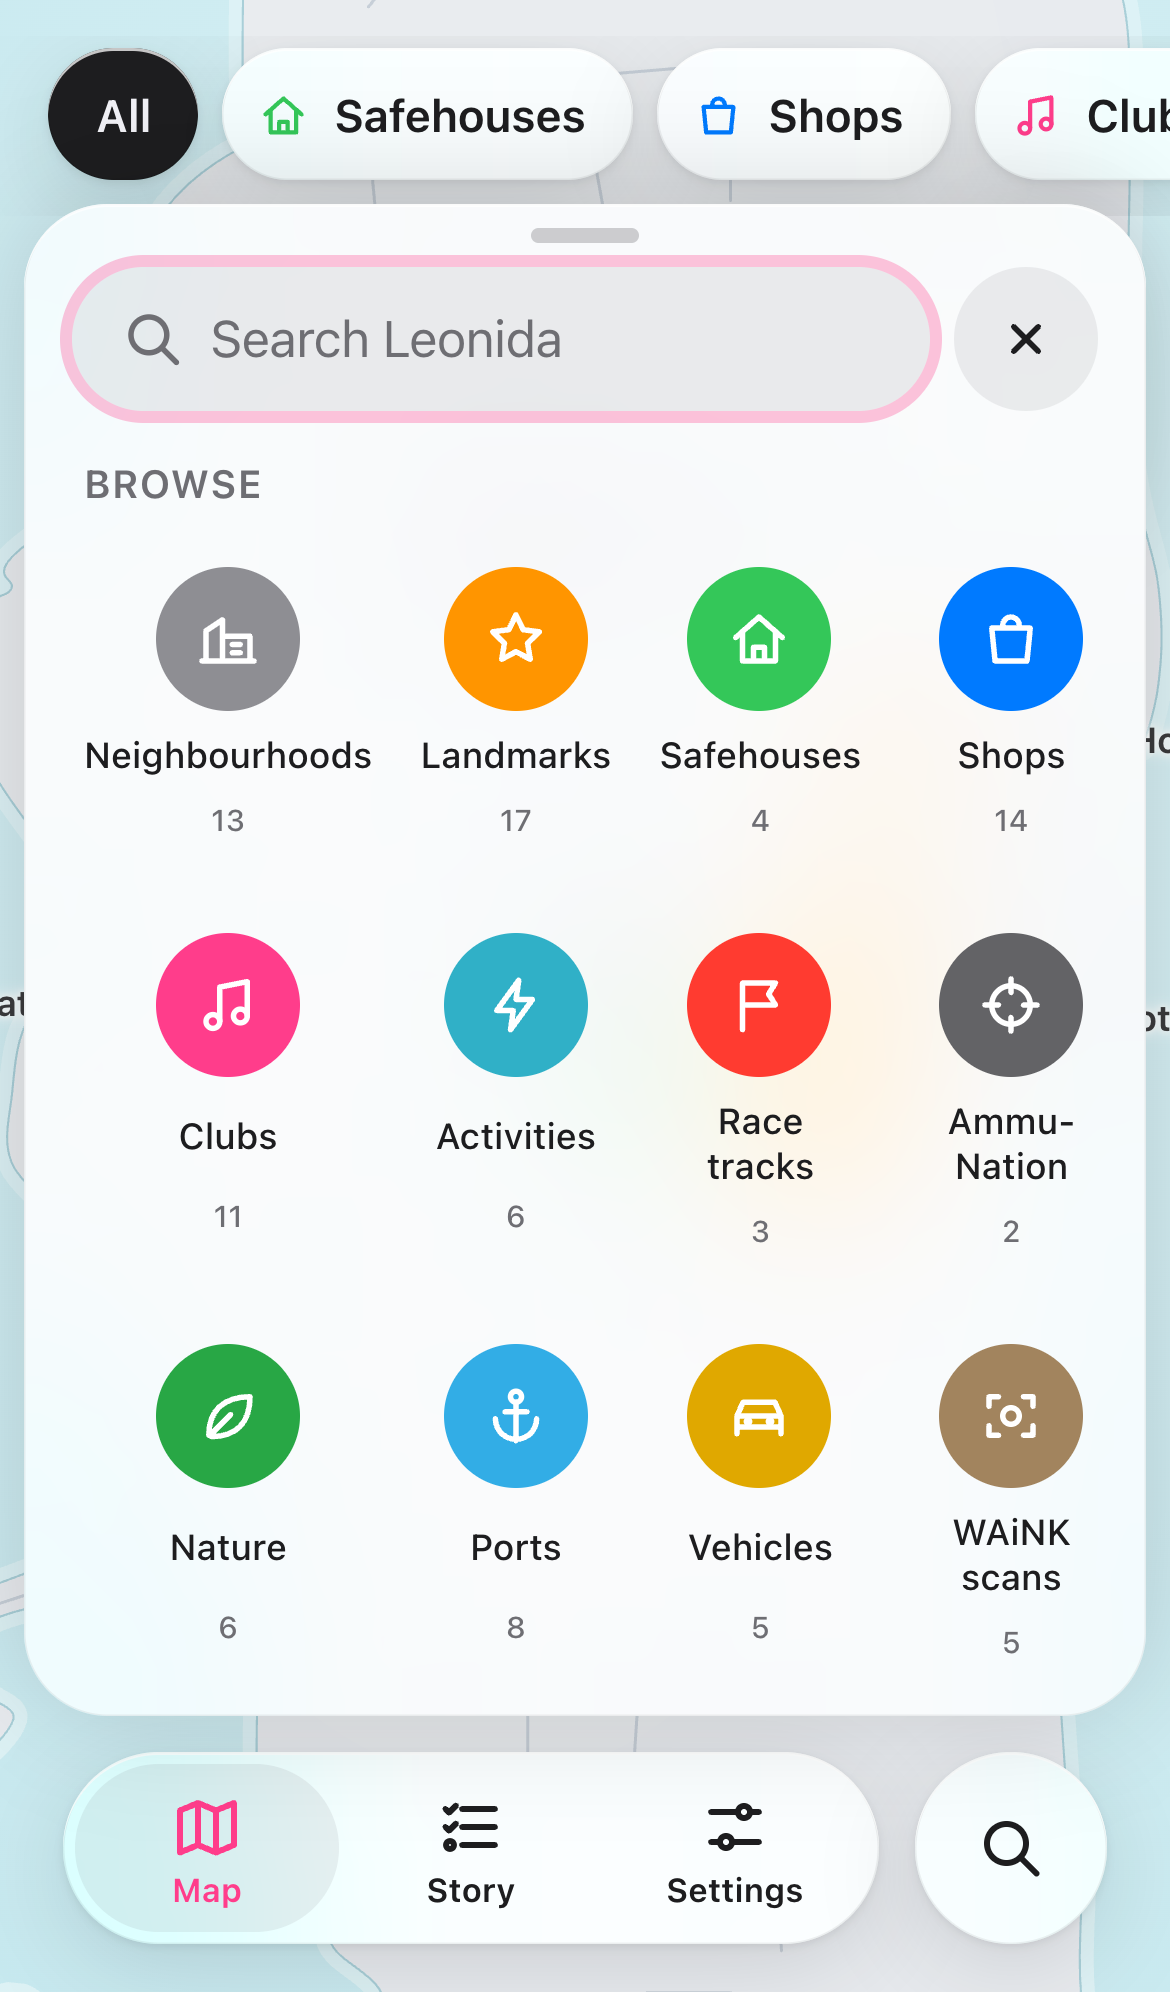 All
Safehouses
Shops
Search Leonida
BROWSE
Neighbourhoods
Landmarks
Safehouses
Shops
13
17
4
14
Clubs
Activities
Race
tracks
Ammu-
Nation
11
6
3
2
Nature
Ports
Vehicles
WAiNK
scans
6
8
5
5
Map
Story
Settings